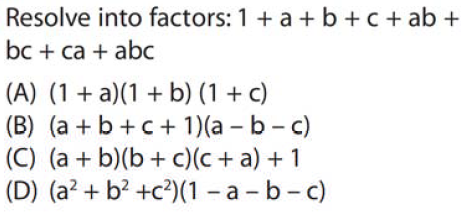 Resolve into factors: 1 + a + b + c + ab +
bc + ca + abc
(A) (1 + a)(1 + b) (1 + c)
(B) (a + b + c + 1)(a – b – c)
(C) (a + b)(b + c)(c + a) + 1
(D) (a² + b² +c²)(1 – a – b – c)